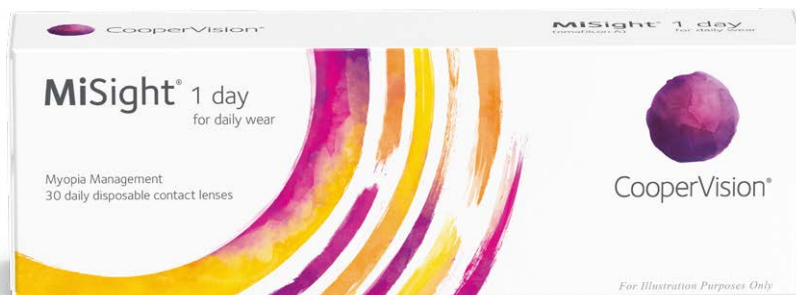 CooperVision®
MiSight® 1 day
(omafilcon A) for daily wear
MiSight® 1 day
for daily wear
Myopia Management
30 daily disposable contact lenses
CooperVision®
For Illustration Purposes Only